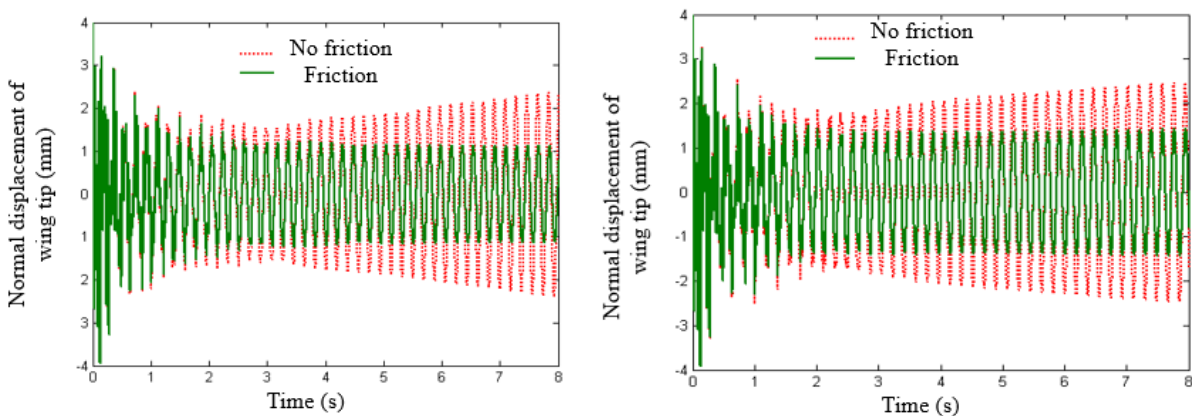 4
3
2
1
0
1
-2
-3
-4
0 1 2 3 4 5 6 7 8
No friction
Friction
Normal displacement of
wing tip (mm)
Time (s)
4
3
2
1
0
-1
-2
-3
-4
0 1 2 3 4 5 6 7 8
No friction
Friction
Normal displacement of
wing tip (mm)
Time (s)